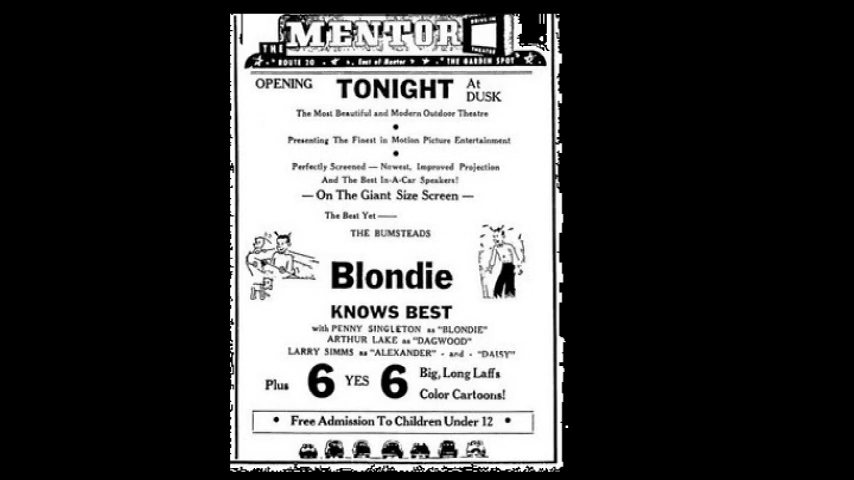 THE MENTOR DRIVE-IN THEATRE
ROUTE 20 East of Mentor "THE GARDEN SPOT"
OPENING TONIGHT At DUSK
The Most Beautiful and Modern Outdoor Theatre
Presenting The Finest in Motion Picture Entertainment
Perfectly Screened — Newest, Improved Projection
And The Best In-A-Car Speakers!
— On The Giant Size Screen —
The Best Yet —
THE BUMSTEADS
Blondie
KNOWS BEST
with PENNY SINGLETON as "BLONDIE"
ARTHUR LAKE as "DAGWOOD"
LARRY SIMMS as "ALEXANDER" - and - "DAISY"
Plus 6 YES 6 Big, Long Laffs
Color Cartoons!
• Free Admission To Children Under 12 •